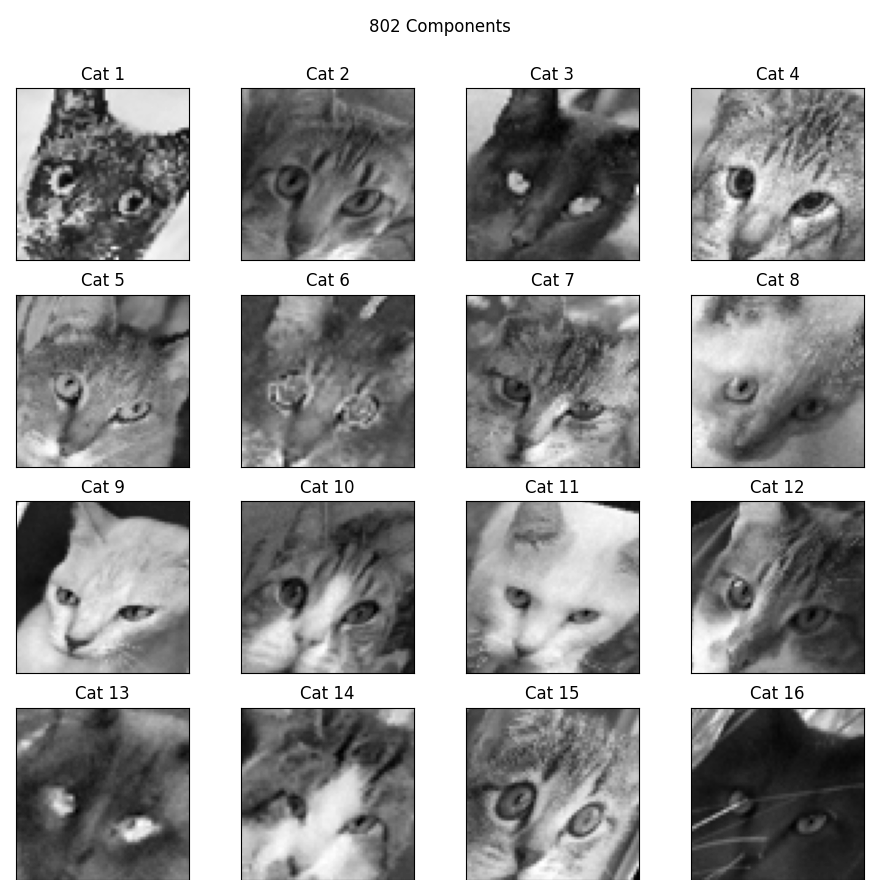 802 Components
Cat 1 Cat 2 Cat 3 Cat 4
Cat 5 Cat 6 Cat 7 Cat 8
Cat 9 Cat 10 Cat 11 Cat 12
Cat 13 Cat 14 Cat 15 Cat 16